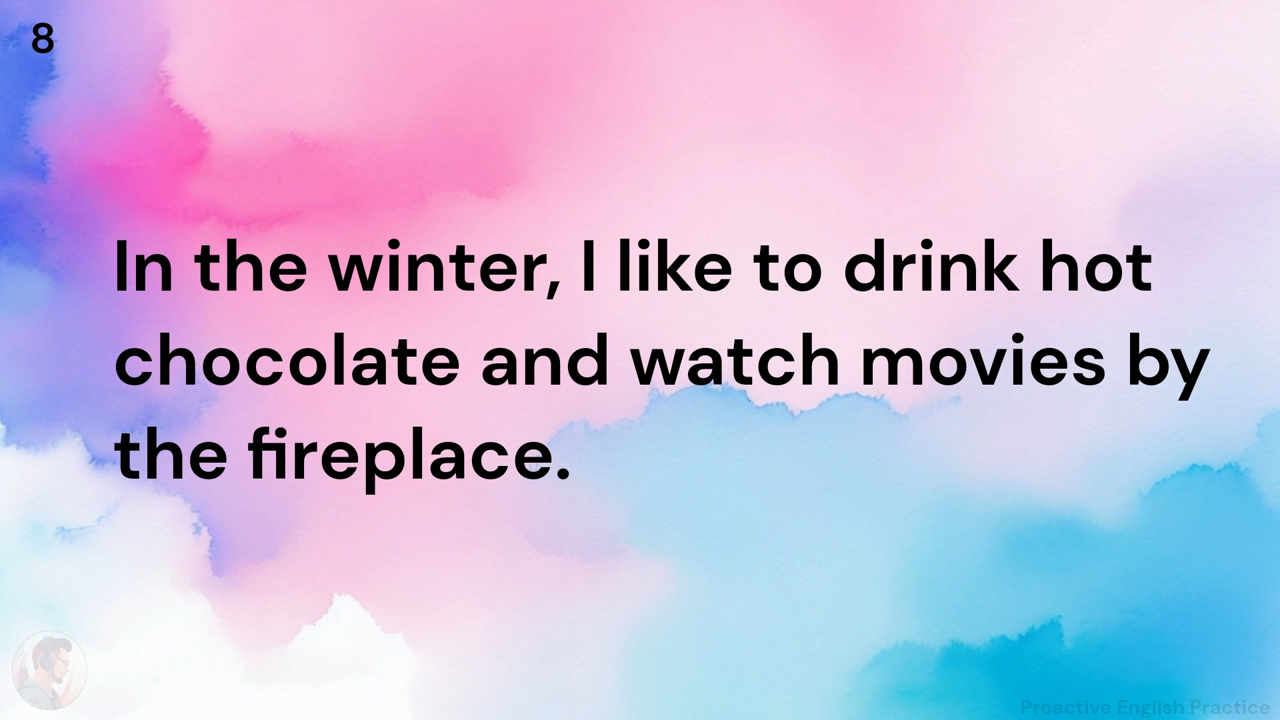 8
In the winter, I like to drink hot
chocolate and watch movies by
the fireplace.
Proactive English Practice